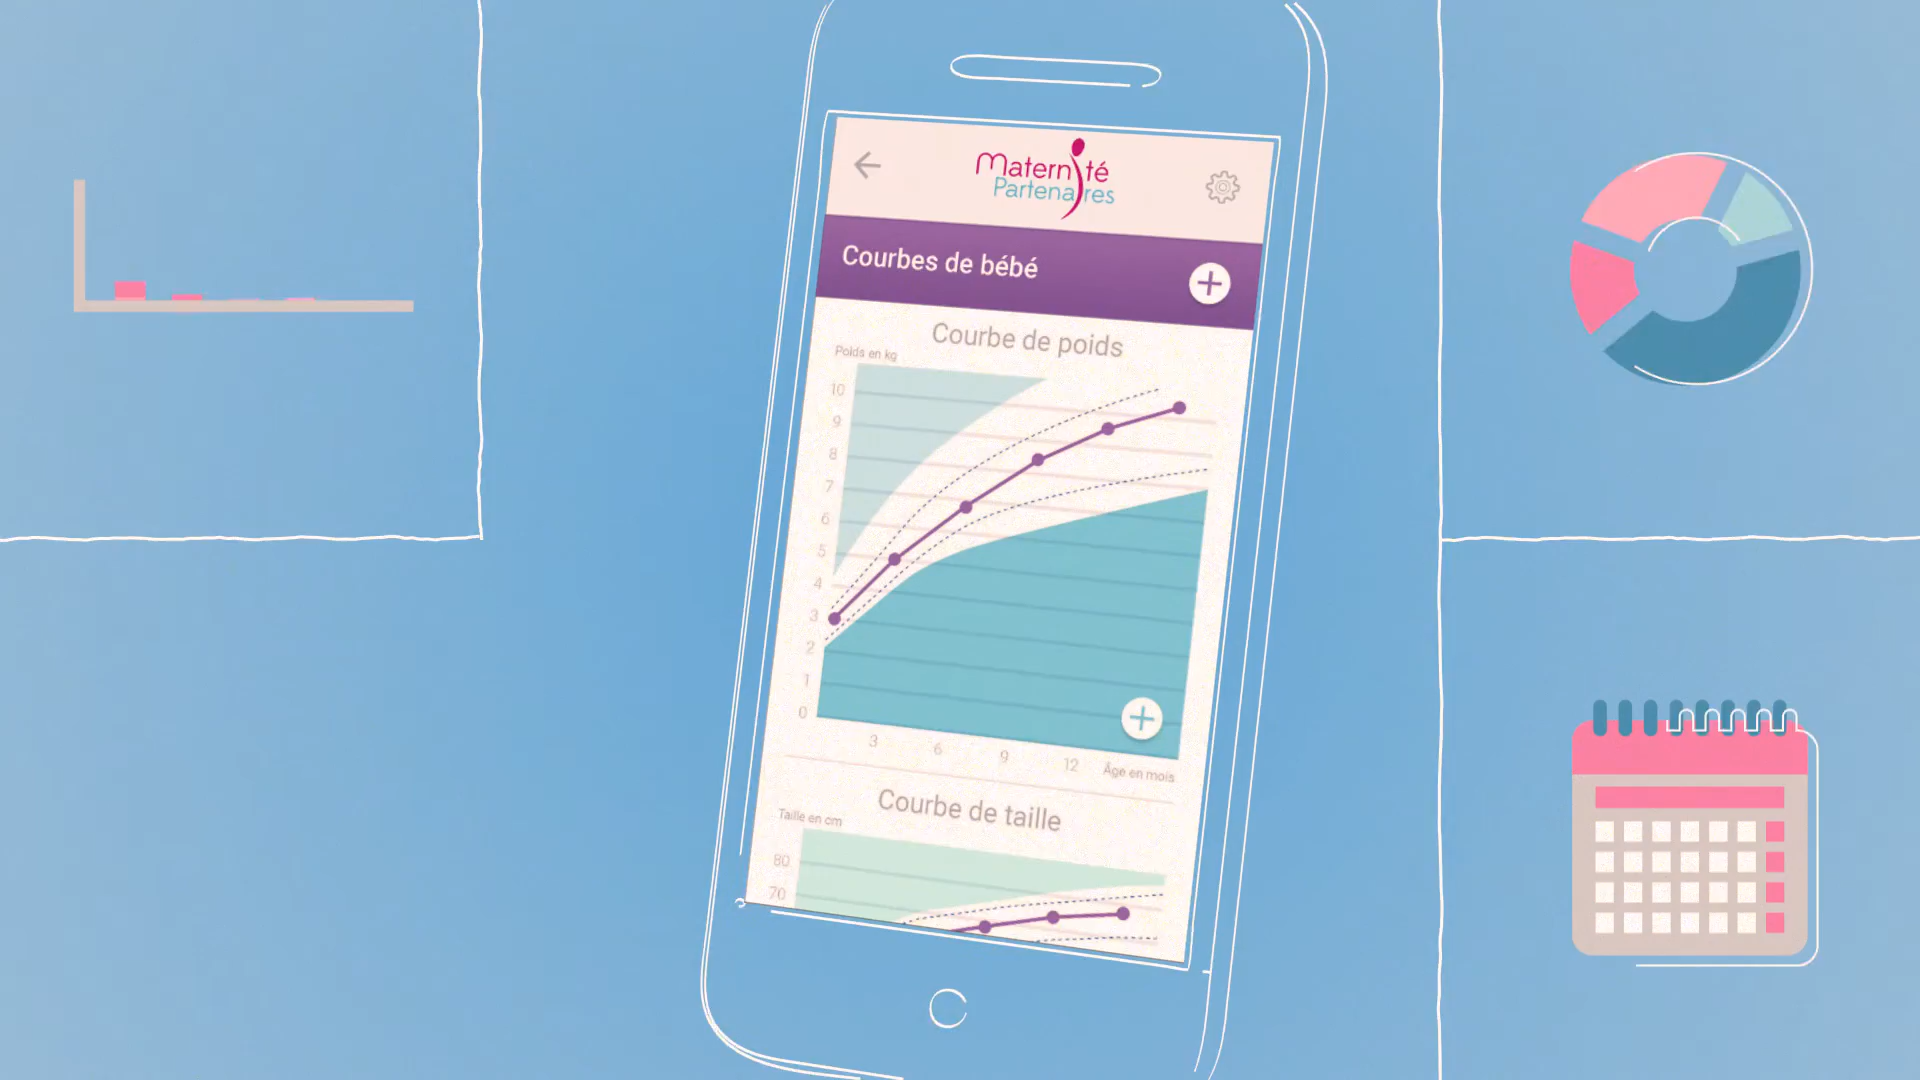 Maternité
Partenaires
Courbes de bébé
Courbe de poids
Poids en kg
10
9
8
7
6
5
4
3
2
1
0
3 6 9 12 Âge en mois
Courbe de taille
Taille en cm
80
70